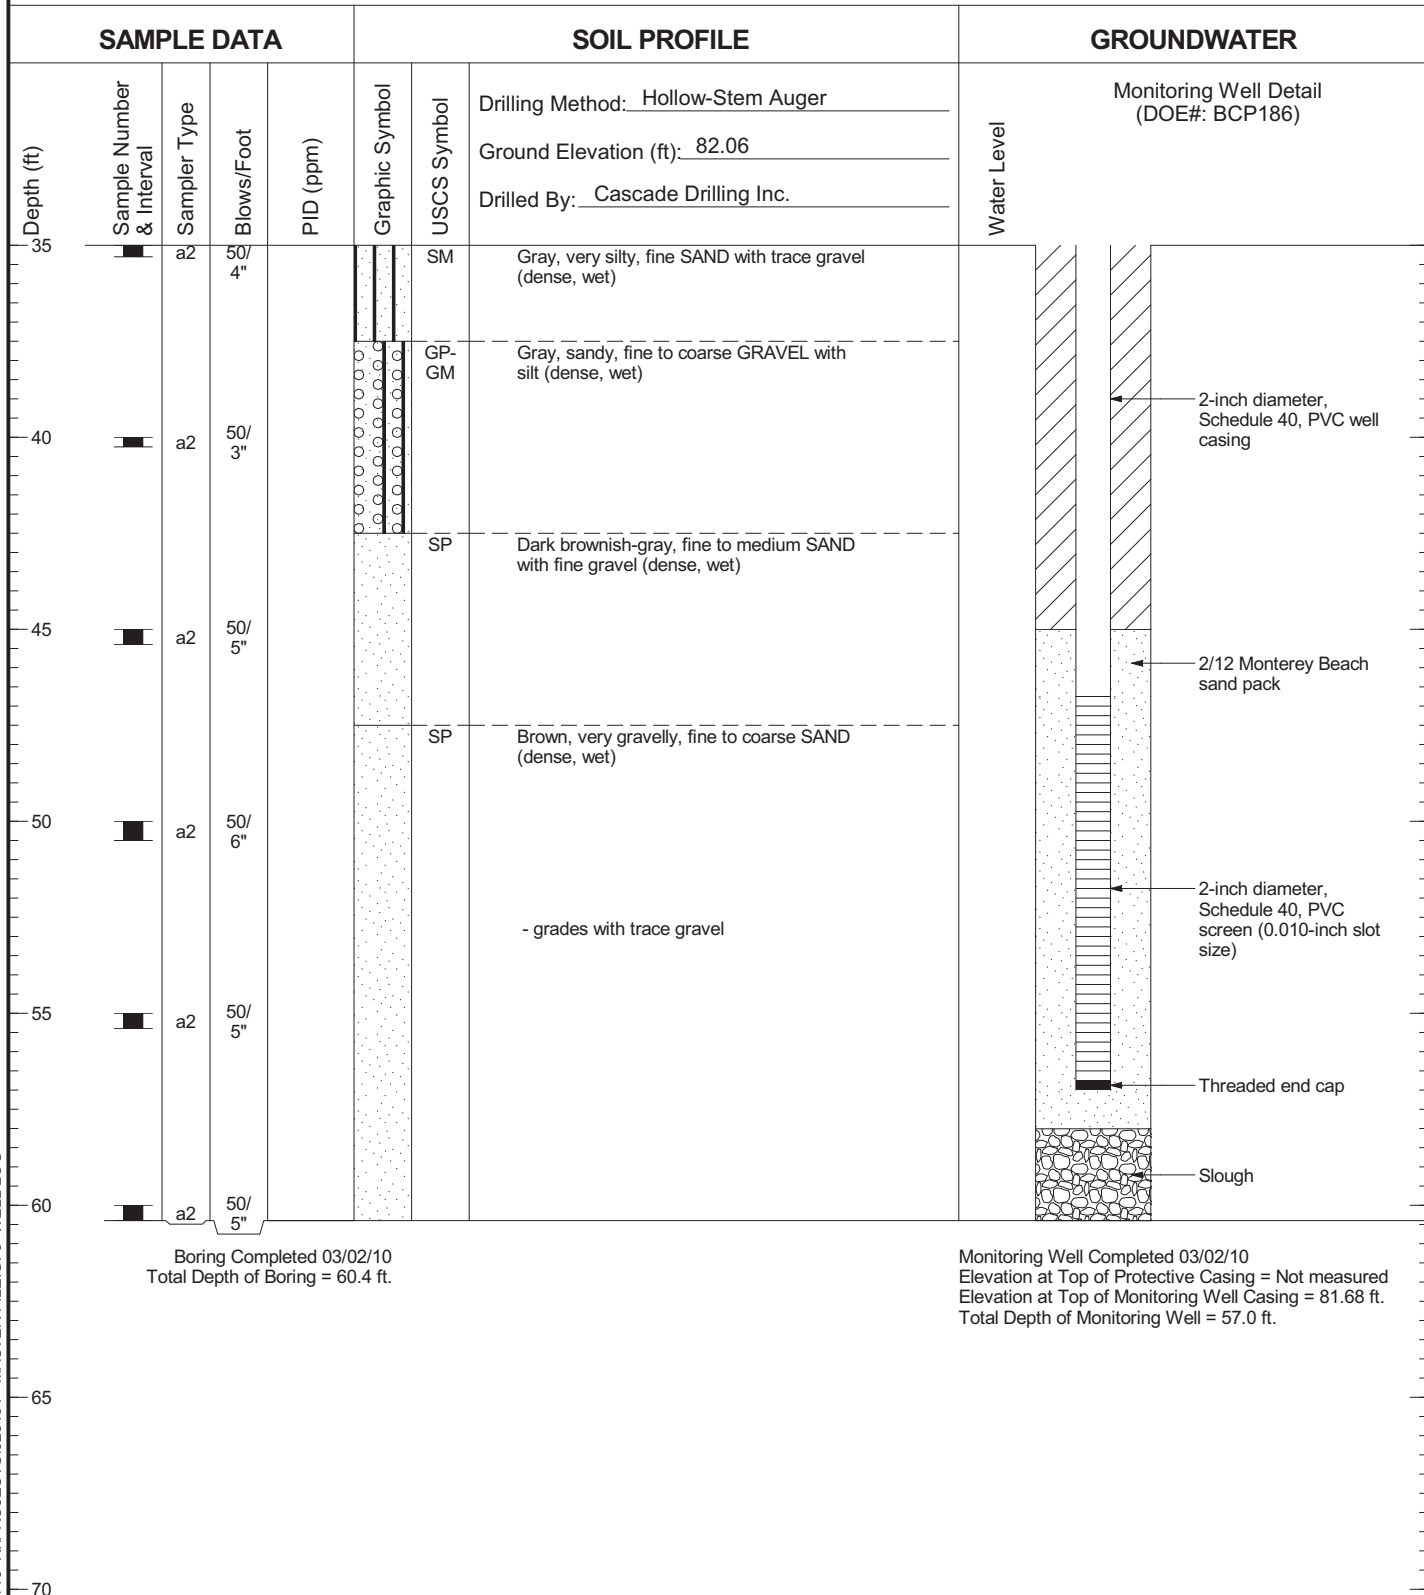 SAMPLE DATA
SOIL PROFILE
GROUNDWATER
Depth (ft)
Sample Number
& Interval
Sampler Type
Blows/Foot
PID (ppm)
Graphic Symbol
USCS Symbol
Drilling Method: Hollow-Stem Auger
Ground Elevation (ft): 82.06
Drilled By: Cascade Drilling Inc.
Water Level
Monitoring Well Detail
(DOE#: BCP186)
35
a2
50/
4"
SM
Gray, very silty, fine SAND with trace gravel
(dense, wet)
GP-
GM
Gray, sandy, fine to coarse GRAVEL with
silt (dense, wet)
2-inch diameter,
Schedule 40, PVC well
casing
40
a2
50/
3"
SP
Dark brownish-gray, fine to medium SAND
with fine gravel (dense, wet)
45
a2
50/
5"
2/12 Monterey Beach
sand pack
SP
Brown, very gravelly, fine to coarse SAND
(dense, wet)
50
a2
50/
6"
2-inch diameter,
Schedule 40, PVC
screen (0.010-inch slot
size)
- grades with trace gravel
55
a2
50/
5"
Threaded end cap
Slough
60
a2
50/
5"
Boring Completed 03/02/10
Total Depth of Boring = 60.4 ft.
Monitoring Well Completed 03/02/10
Elevation at Top of Protective Casing = Not measured
Elevation at Top of Monitoring Well Casing = 81.68 ft.
Total Depth of Monitoring Well = 57.0 ft.
65
70